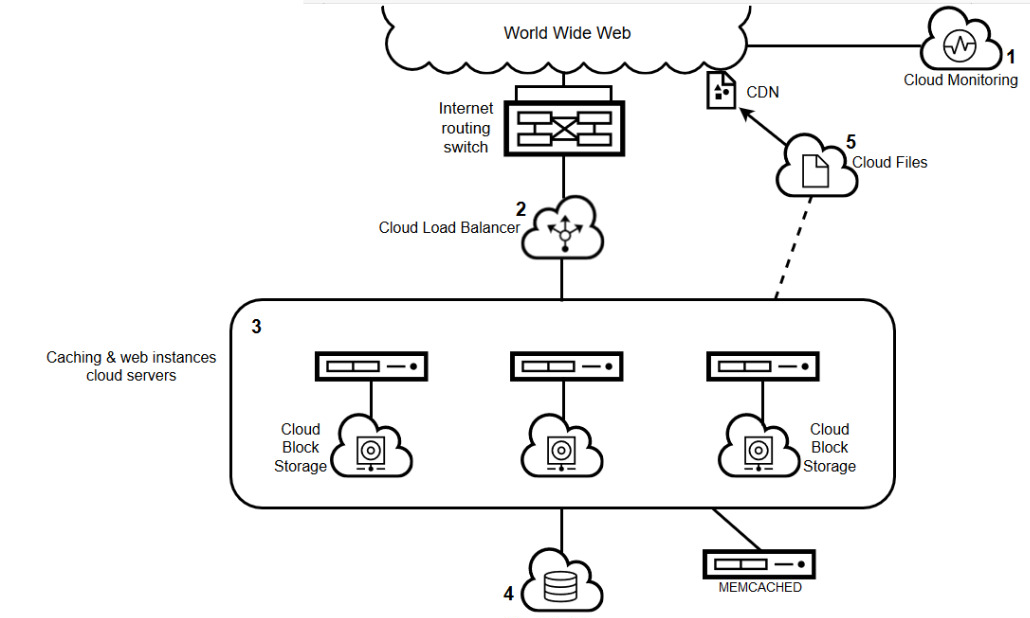 World Wide Web
1
Cloud Monitoring
CDN
Internet
routing
switch
5
Cloud Files
2
Cloud Load Balancer
3
Caching & web instances
cloud servers
Cloud
Block
Storage
Cloud
Block
Storage
4
MEMCACHED